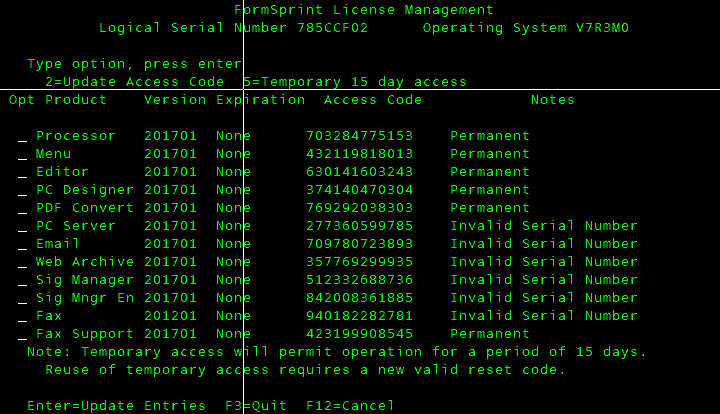 FormSprint License Management
Logical Serial Number 785CCF02 Operating System V7R3M0
Type option, press enter
2=Update Access Code 5=Temporary 15 day access
Opt Product Version Expiration Access Code Notes
_ Processor 201701 None 703284775153 Permanent
_ Menu 201701 None 432119818013 Permanent
_ Editor 201701 None 630141603243 Permanent
_ PC Designer 201701 None 374140470304 Permanent
_ PDF Convert 201701 None 769292038303 Permanent
_ PC Server 201701 None 277360599785 Invalid Serial Number
_ Email 201701 None 709780723893 Invalid Serial Number
_ Web Archive 201701 None 357769299935 Invalid Serial Number
_ Sig Manager 201701 None 512332688736 Invalid Serial Number
_ Sig Mngr En 201701 None 842008361885 Invalid Serial Number
_ Fax 201201 None 940182282781 Invalid Serial Number
_ Fax Support 201701 None 423199908545 Permanent
Note: Temporary access will permit operation for a period of 15 days.
Reuse of temporary access requires a new valid reset code.
Enter=Update Entries F3=Quit F12=Cancel